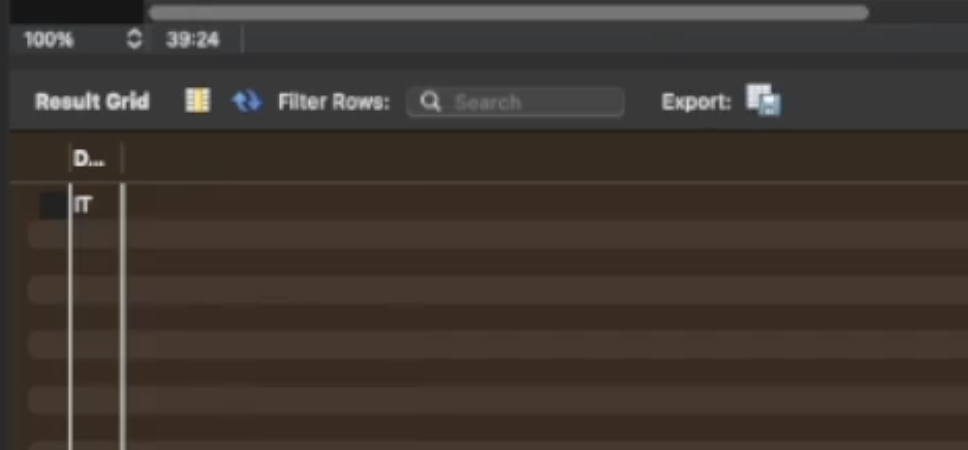 100% 39:24
Result Grid Filter Rows: Search Export:
D...
IT